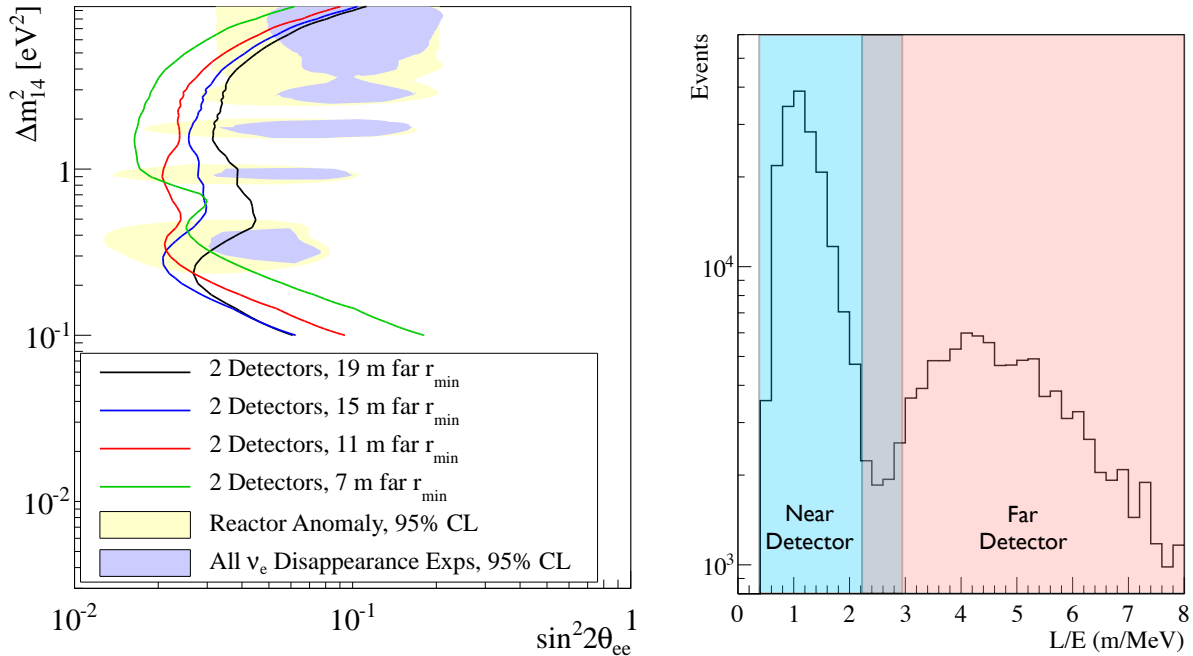 Δm²₁₄ [eV²]
1
10⁻¹
10⁻²
2 Detectors, 19 m far r_min
2 Detectors, 15 m far r_min
2 Detectors, 11 m far r_min
2 Detectors, 7 m far r_min
Reactor Anomaly, 95% CL
All νₑ Disappearance Exps, 95% CL
10⁻² 10⁻¹ 1
sin²2θₑₑ
Events
10⁴
10³
Near
Detector
Far
Detector
0 1 2 3 4 5 6 7 8
L/E (m/MeV)